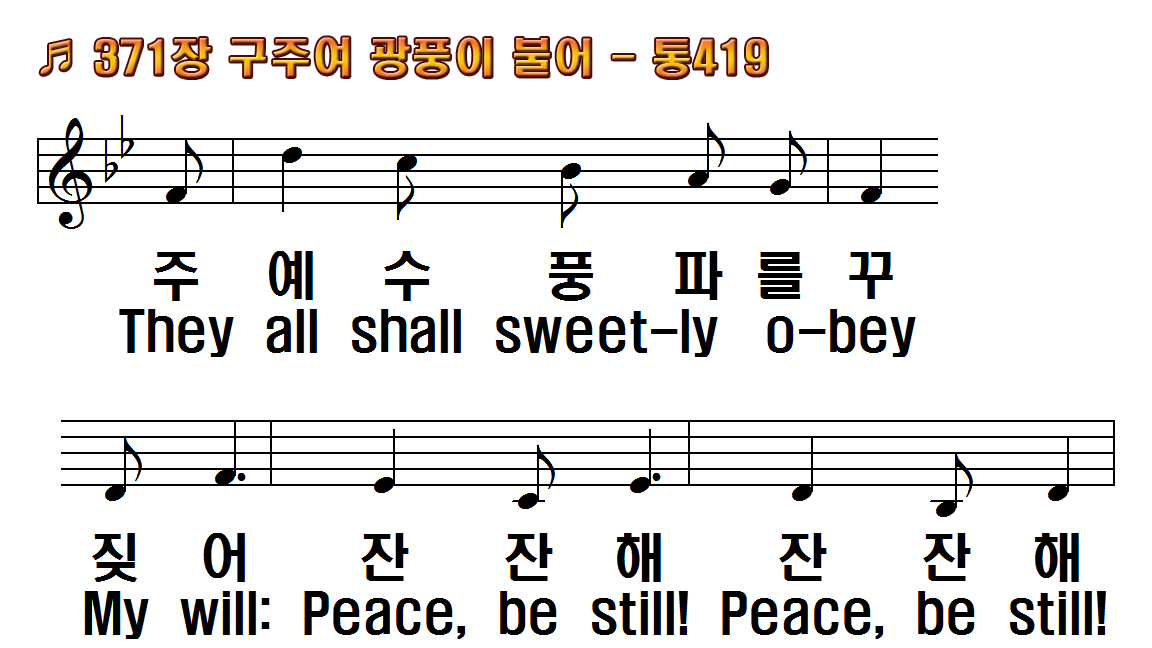 ♬ 371장 구주여 광풍이 불어 - 통419
주 예 수 풍 파 를 꾸
They all shall sweet-ly o-bey
짖 어 잔 잔 해 잔 잔 해
My will: Peace, be still! Peace, be still!